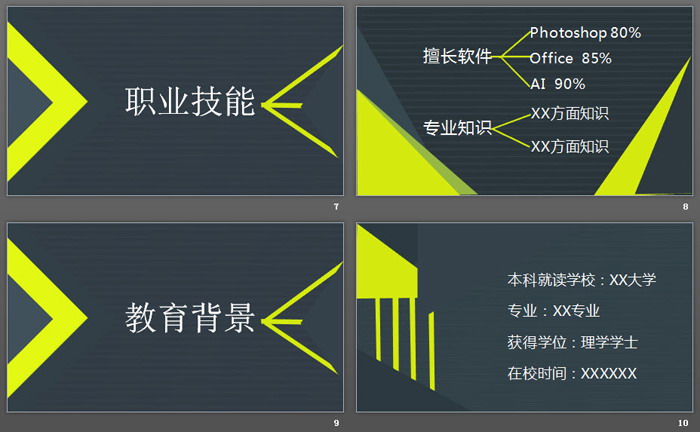 职业技能
7
擅长软件
Photoshop 80%
Office 85%
AI 90%
专业知识
XX方面知识
XX方面知识
8
教育背景
9
本科就读学校：XX大学
专业：XX专业
获得学位：理学学士
在校时间：XXXXXX
10